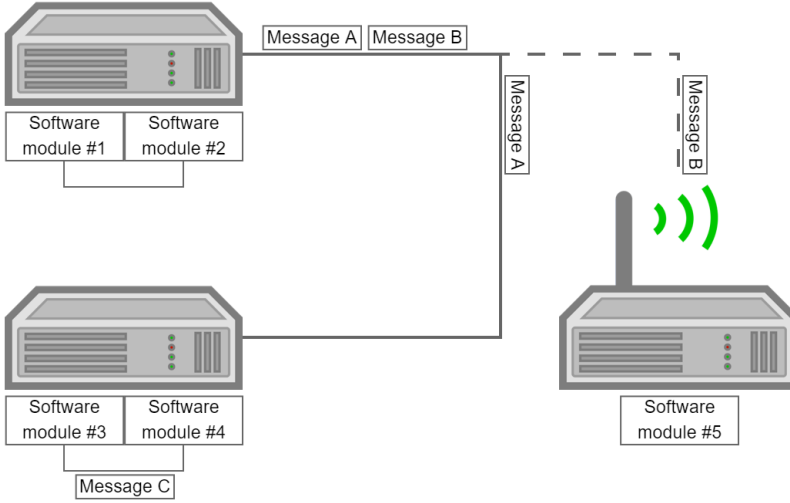 Message A
Message B
Message A
Message B
Software
module #1
Software
module #2
Software
module #3
Software
module #4
Software
module #5
Message C